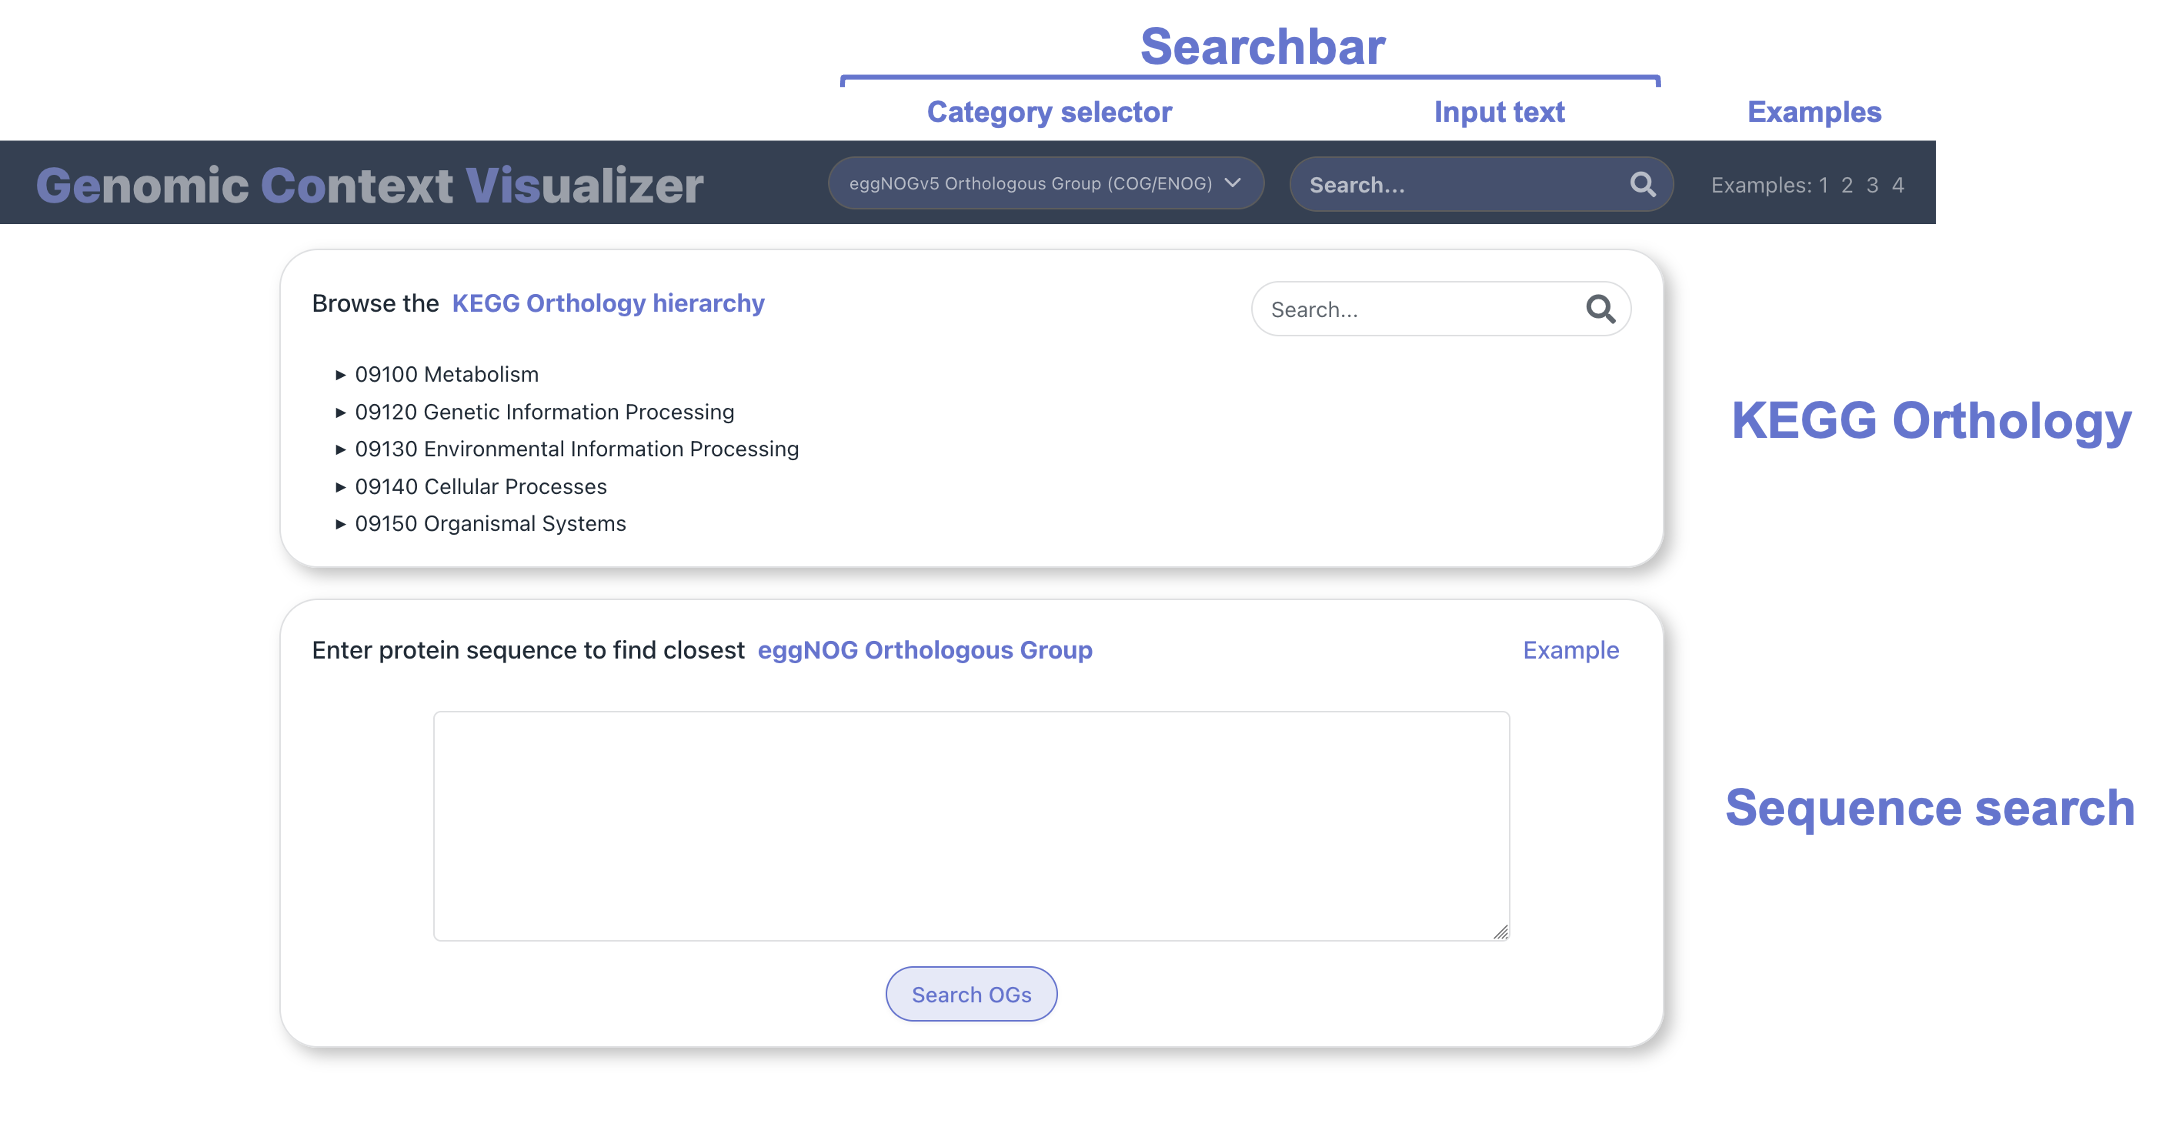 Searchbar
Category selector Input text Examples
Genomic Context Visualizer eggNOGv5 Orthologous Group (COG/ENOG) Search... Examples: 1 2 3 4
Browse the KEGG Orthology hierarchy Search...
▸ 09100 Metabolism
▸ 09120 Genetic Information Processing
▸ 09130 Environmental Information Processing
▸ 09140 Cellular Processes
▸ 09150 Organismal Systems
KEGG Orthology
Enter protein sequence to find closest eggNOG Orthologous Group Example
Sequence search
Search OGs